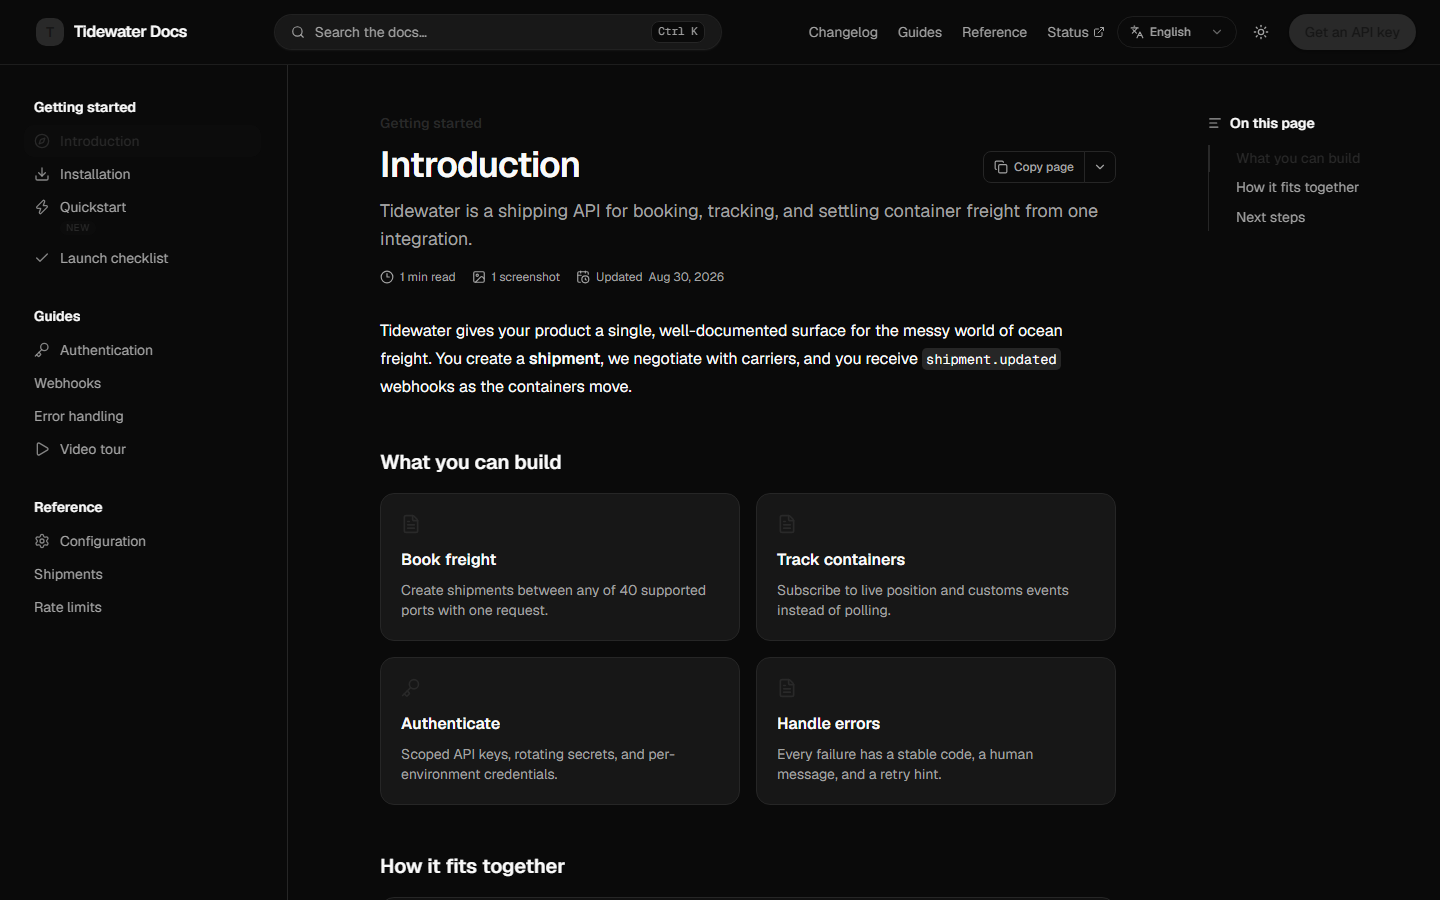 T Tidewater Docs
Search the docs...
Ctrl K
Changelog
Guides
Reference
Status
English
Get an API key
Getting started
Introduction
Installation
Quickstart
NEW
Launch checklist
Guides
Authentication
Webhooks
Error handling
Video tour
Reference
Configuration
Shipments
Rate limits
Getting started
Introduction
Copy page
Tidewater is a shipping API for booking, tracking, and settling container freight from one
integration.
1 min read
1 screenshot
Updated Aug 30, 2026
Tidewater gives your product a single, well-documented surface for the messy world of ocean
freight. You create a shipment, we negotiate with carriers, and you receive shipment.updated
webhooks as the containers move.
What you can build
Book freight
Create shipments between any of 40 supported
ports with one request.
Track containers
Subscribe to live position and customs events
instead of polling.
Authenticate
Scoped API keys, rotating secrets, and per-
environment credentials.
Handle errors
Every failure has a stable code, a human
message, and a retry hint.
How it fits together
On this page
What you can build
How it fits together
Next steps